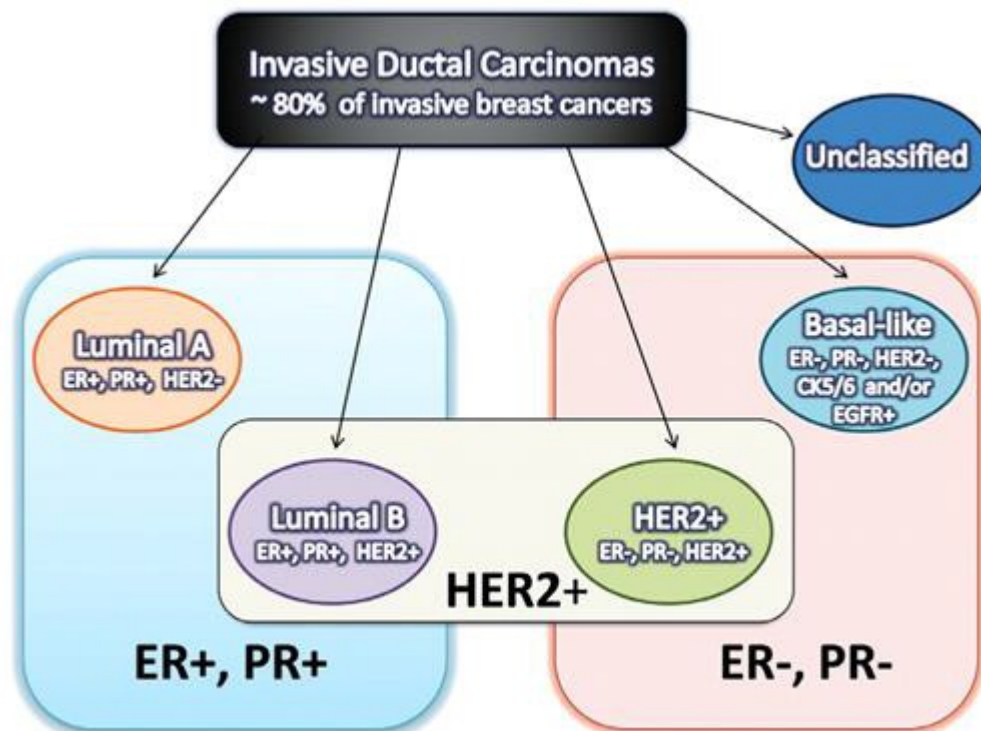 Invasive Ductal Carcinomas
~ 80% of invasive breast cancers
Unclassified
Luminal A
ER+, PR+, HER2-
Basal-like
ER-, PR-, HER2-,
CK5/6 and/or
EGFR+
Luminal B
ER+, PR+, HER2+
HER2+
ER-, PR-, HER2+
HER2+
ER+, PR+
ER-, PR-